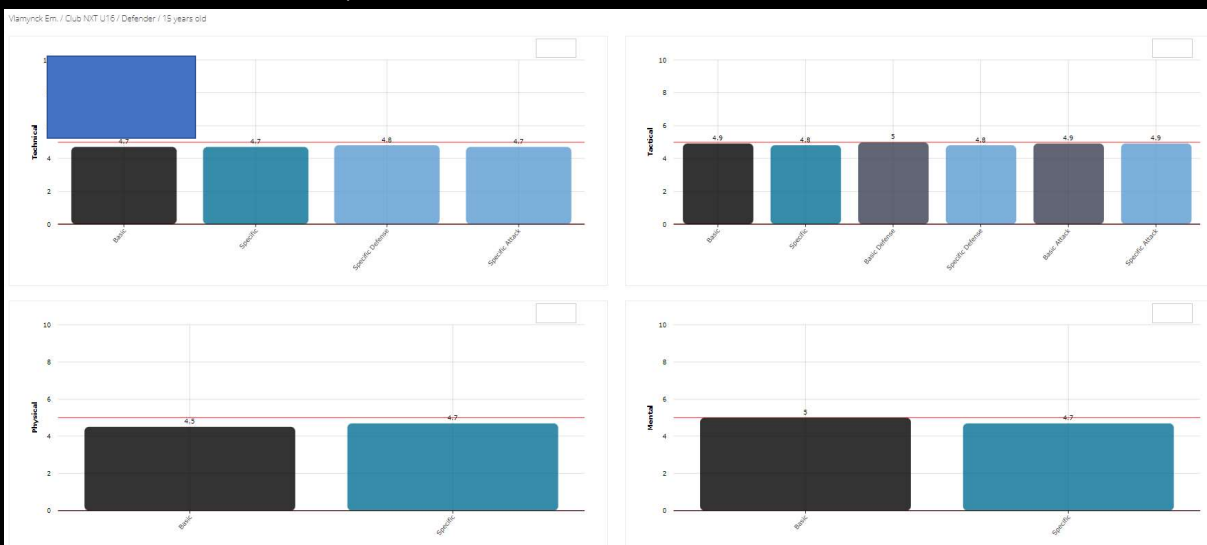 Vlamynck Em. / Club NXT U16 / Defender / 15 years old
Technical
4
2
0
4.7
4.7
4.8
4.7
Basic
Specific
Specific Defense
Specific Attack
Tactical
10
8
6
4
2
0
4.9
4.8
5
4.8
4.9
4.9
Basic
Specific
Basic Defense
Specific Defense
Basic Attack
Specific Attack
Physical
10
8
6
4
2
0
4.5
4.7
Basic
Specific
Mental
10
8
6
4
2
0
5
4.7
Basic
Specific